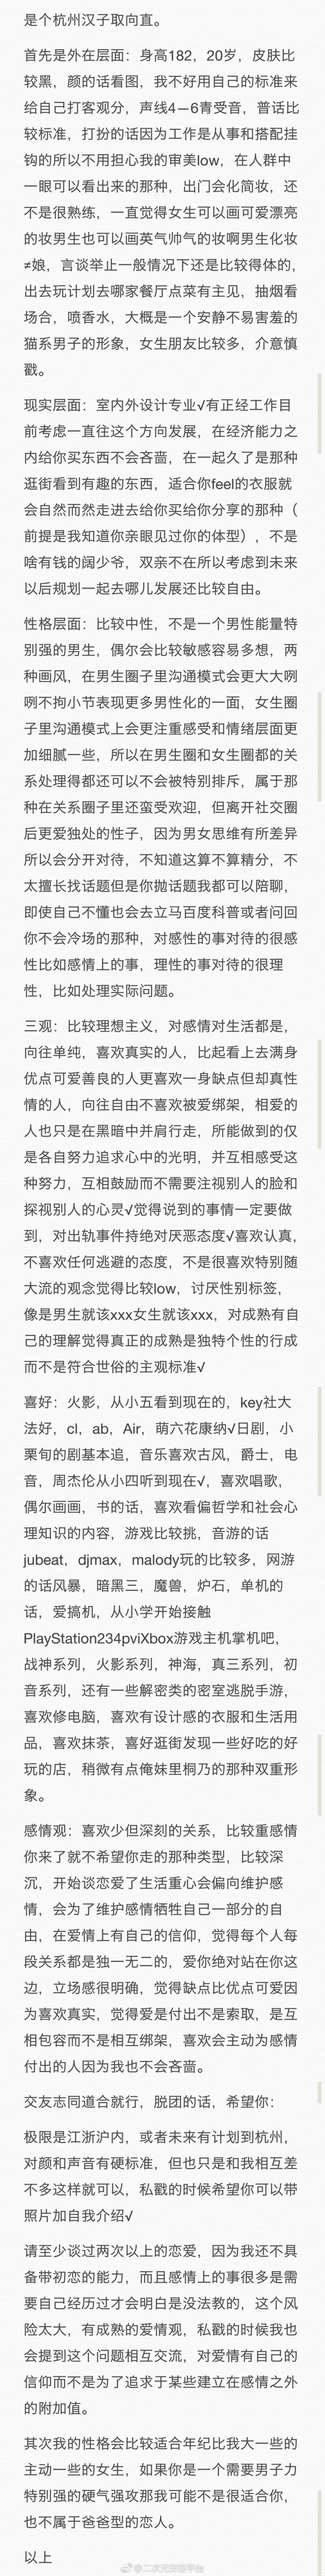 是个杭州汉子取向直。
首先是外在层面：身高182，20岁，皮肤比
较黑，颜的话看图，我不好用自己的标准来
给自己打客观分，声线4—6青受音，普话比
较标准，打扮的话因为工作是从事和搭配挂
钩的所以不用担心我的审美low，在人群中
一眼可以看出来的那种，出门会化简妆，还
不是很熟练，一直觉得女生可以画可爱漂亮
的妆男生也可以画英气帅气的妆啊男生化妆
≠娘，言谈举止一般情况下还是比较得体的，
出去玩计划去哪家餐厅点菜有主见，抽烟看
场合，喷香水，大概是一个安静不易害羞的
猫系男子的形象，女生朋友比较多，介意慎
戳。
现实层面：室内外设计专业√有正经工作目
前考虑一直往这个方向发展，在经济能力之
内给你买东西不会吝啬，在一起久了是那种
逛街看到有趣的东西，适合你feel的衣服就
会自然而然走进去给你买给你分享的那种（
前提是我知道你亲眼见过你的体型），不是
啥有钱的阔少爷，双亲不在所以考虑到未来
以后规划一起去哪儿发展还比较自由。
性格层面：比较中性，不是一个男性能量特
别强的男生，偶尔会比较敏感容易多想，两
种画风，在男生圈子里沟通模式会更大大咧
咧不拘小节表现更多男性化的一面，女生圈
子里沟通模式上会更注重感受和情绪层面更
加细腻一些，所以在男生圈和女生圈都的关
系处理得都还可以不会被特别排斥，属于那
种在关系圈子里还蛮受欢迎，但离开社交圈
后更爱独处的性子，因为男女思维有所差异
所以会分开对待，不知道这算不算精分，不
太擅长找话题但是你抛话题我都可以陪聊，
即使自己不懂也会去立马百度科普或者问回
你不会冷场的那种，对感性的事对待的很感
性比如感情上的事，理性的事对待的很理
性，比如处理实际问题。
三观：比较理想主义，对感情对生活都是，
向往单纯，喜欢真实的人，比起看上去满身
优点可爱善良的人更喜欢一身缺点但却真性
情的人，向往自由不喜欢被爱绑架，相爱的
人也只是在黑暗中并肩行走，所能做到的仅
是各自努力追求心中的光明，并互相感受这
种努力，互相鼓励而不需要注视别人的脸和
探视别人的心灵√觉得说到的事情一定要做
到，对出轨事件持绝对厌恶态度√喜欢认真，
不喜欢任何逃避的态度，不是很喜欢特别随
大流的观念觉得比较low，讨厌性别标签，
像是男生就该xxx女生就该xxx，对成熟有自
己的理解觉得真正的成熟是独特个性的行成
而不是符合世俗的主观标准√
喜好：火影，从小五看到现在的，key社大
法好，cl，ab，Air，萌六花康纳√日剧，小
栗旬的剧基本追，音乐喜欢古风，爵士，电
音，周杰伦从小四听到现在√，喜欢唱歌，
偶尔画画，书的话，喜欢看偏哲学和社会心
理知识的内容，游戏比较挑，音游的话
jubeat，djmax，malody玩的比较多，网游
的话风暴，暗黑三，魔兽，炉石，单机的
话，爱搞机，从小学开始接触
PlayStation234pviXbox游戏主机掌机吧，
战神系列，火影系列，神海，真三系列，初
音系列，还有一些解密类的密室逃脱手游，
喜欢修电脑，喜欢有设计感的衣服和生活用
品，喜欢抹茶，喜好逛街发现一些好吃的好
玩的店，稍微有点俺妹里桐乃的那种双重形
象。
感情观：喜欢少但深刻的关系，比较重感情
你来了就不希望你走的那种类型，比较深
沉，开始谈恋爱了生活重心会偏向维护感
情，会为了维护感情牺牲自己一部分的自
由，在爱情上有自己的信仰，觉得每个人每
段关系都是独一无二的，爱你绝对站在你这
边，立场感很明确，觉得缺点比优点可爱因
为喜欢真实，觉得爱是付出不是索取，是互
相包容而不是相互绑架，喜欢会主动为感情
付出的人因为我也不会吝啬。
交友志同道合就行，脱团的话，希望你：
极限是江浙沪内，或者未来有计划到杭州，
对颜和声音有硬标准，但也只是和我相互差
不多这样就可以，私戳的时候希望你可以带
照片加自我介绍√
请至少谈过两次以上的恋爱，因为我还不具
备带初恋的能力，而且感情上的事很多是需
要自己经历过才会明白是没法教的，这个风
险太大，有成熟的爱情观，私戳的时候我也
会提到这个问题相互交流，对爱情有自己的
信仰而不是为了追求于某些建立在感情之外
的附加值。
其次我的性格会比较适合年纪比我大一些的
主动一些的女生，如果你是一个需要男子力
特别强的硬气强攻那我可能不是很适合你，
也不属于爸爸型的恋人。
以上